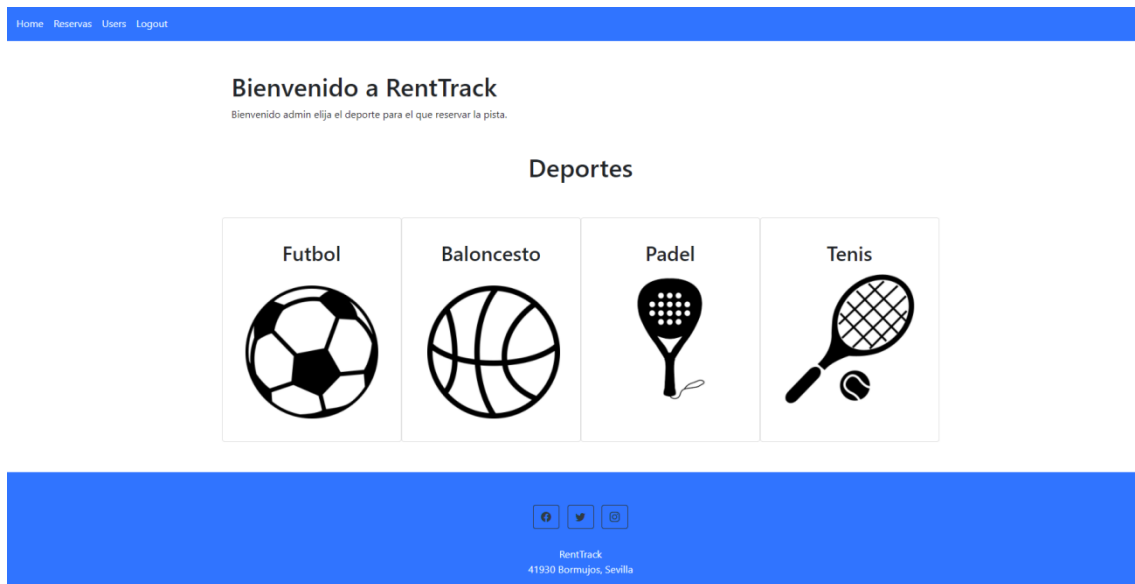 Home Reservas Users Logout
Bienvenido a RentTrack
Bienvenido admin elija el deporte para el que reservar la pista.
Deportes
Futbol Baloncesto Padel Tenis
RentTrack
41930 Bormujos, Sevilla